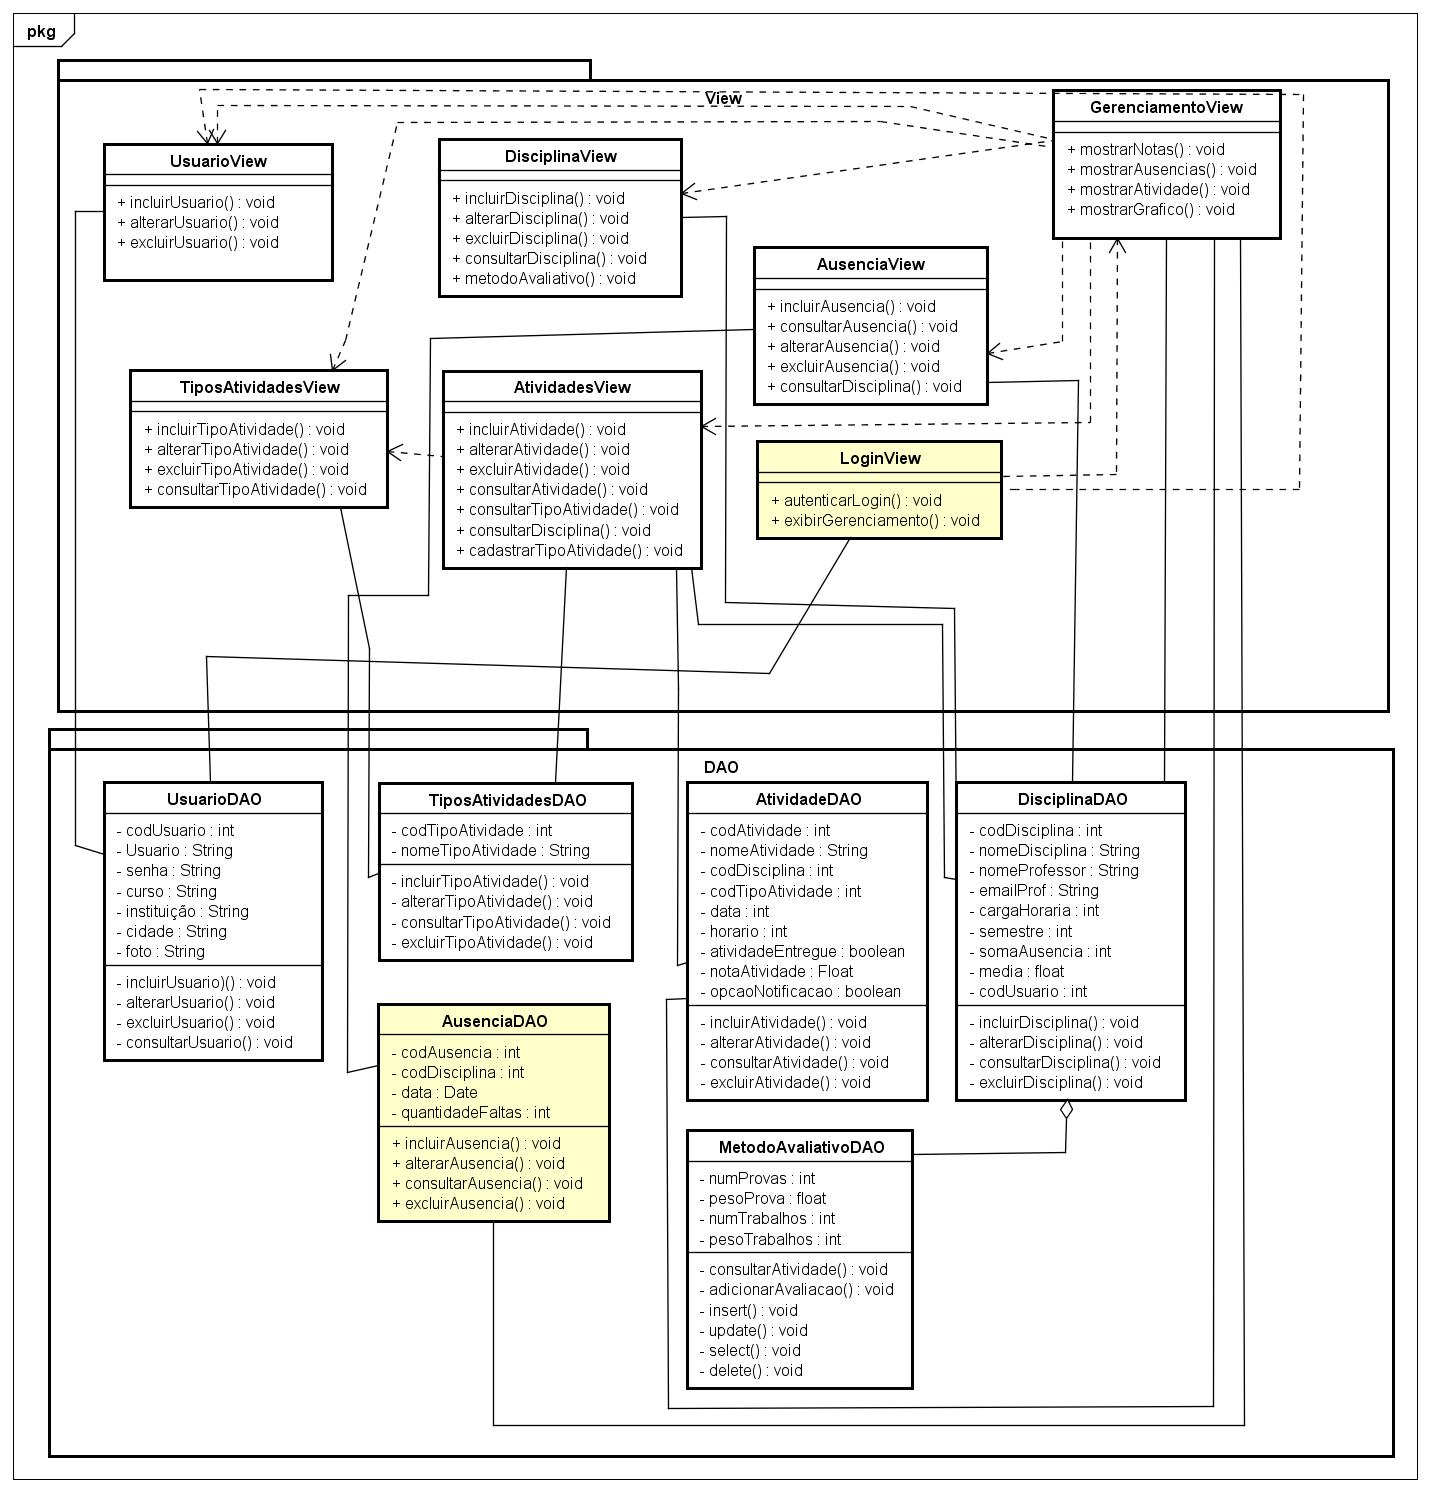 pkg
View
UsuarioView
+ incluirUsuario() : void
+ alterarUsuario() : void
+ excluirUsuario() : void
DisciplinaView
+ incluirDisciplina() : void
+ alterarDisciplina() : void
+ excluirDisciplina() : void
+ consultarDisciplina() : void
+ metodoAvaliativo() : void
GerenciamentoView
+ mostrarNotas() : void
+ mostrarAusencias() : void
+ mostrarAtividade() : void
+ mostrarGrafico() : void
AusenciaView
+ incluirAusencia() : void
+ consultarAusencia() : void
+ alterarAusencia() : void
+ excluirAusencia() : void
+ consultarDisciplina() : void
TiposAtividadesView
+ incluirTipoAtividade() : void
+ alterarTipoAtividade() : void
+ excluirTipoAtividade() : void
+ consultarTipoAtividade() : void
AtividadesView
+ incluirAtividade() : void
+ alterarAtividade() : void
+ excluirAtividade() : void
+ consultarAtividade() : void
+ consultarTipoAtividade() : void
+ consultarDisciplina() : void
+ cadastrarTipoAtividade() : void
LoginView
+ autenticarLogin() : void
+ exibirGerenciamento() : void
DAO
UsuarioDAO
- codUsuario : int
- Usuario : String
- senha : String
- curso : String
- instituição : String
- cidade : String
- foto : String
- incluirUsuario)() : void
- alterarUsuario() : void
- excluirUsuario() : void
- consultarUsuario() : void
TiposAtividadesDAO
- codTipoAtividade : int
- nomeTipoAtividade : String
- incluirTipoAtividade() : void
- alterarTipoAtividade() : void
- consultarTipoAtividade() : void
- excluirTipoAtividade() : void
AtividadeDAO
- codAtividade : int
- nomeAtividade : String
- codDisciplina : int
- codTipoAtividade : int
- data : int
- horario : int
- atividadeEntregue : boolean
- notaAtividade : Float
- opcaoNotificacao : boolean
- incluirAtividade() : void
- alterarAtividade() : void
- consultarAtividade() : void
- excluirAtividade() : void
DisciplinaDAO
- codDisciplina : int
- nomeDisciplina : String
- nomeProfessor : String
- emailProf : String
- cargaHoraria : int
- semestre : int
- somaAusencia : int
- media : float
- codUsuario : int
- incluirDisciplina() : void
- alterarDisciplina() : void
- consultarDisciplina() : void
- excluirDisciplina() : void
AusenciaDAO
- codAusencia : int
- codDisciplina : int
- data : Date
- quantidadeFaltas : int
+ incluirAusencia() : void
+ alterarAusencia() : void
+ consultarAusencia() : void
+ excluirAusencia() : void
MetodoAvaliativoDAO
- numProvas : int
- pesoProva : float
- numTrabalhos : int
- pesoTrabalhos : int
- consultarAtividade() : void
- adicionarAvaliacao() : void
- insert() : void
- update() : void
- select() : void
- delete() : void